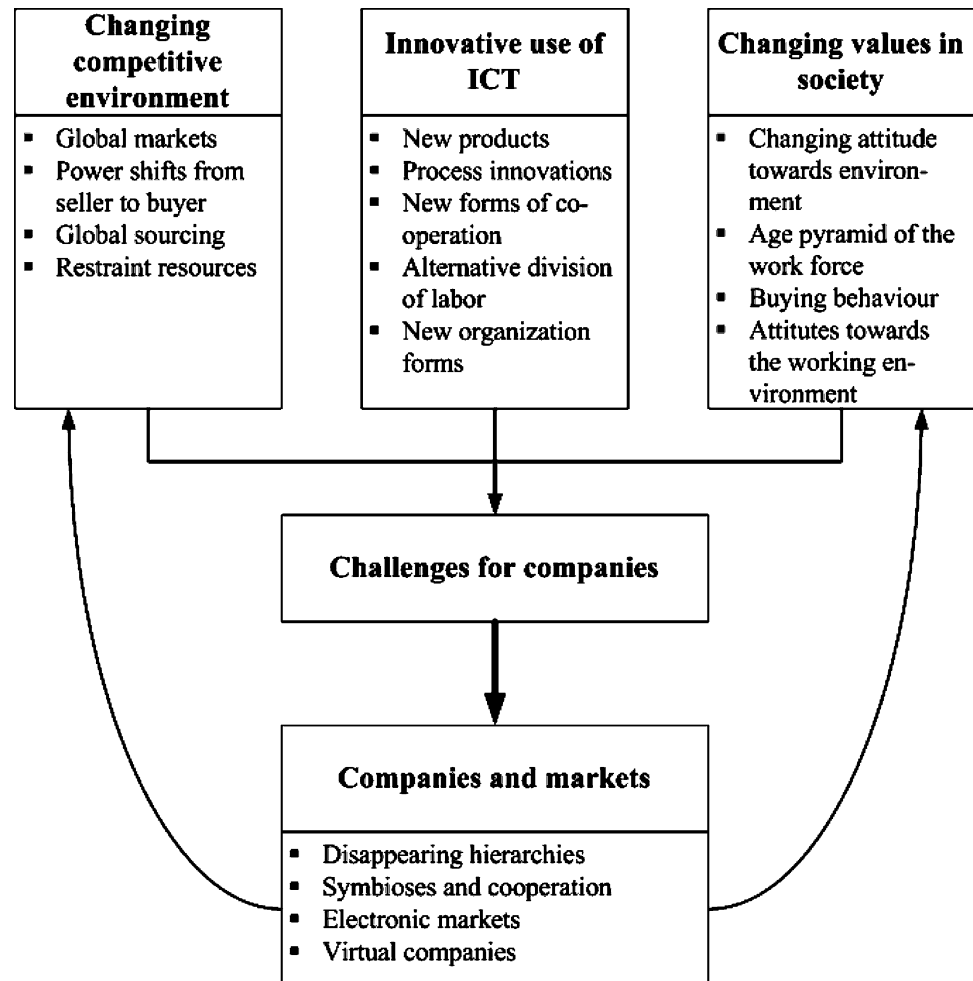 Changing
competitive
environment
▪ Global markets
▪ Power shifts from
seller to buyer
▪ Global sourcing
▪ Restraint resources
Innovative use of
ICT
▪ New products
▪ Process innovations
▪ New forms of co-
operation
▪ Alternative division
of labor
▪ New organization
forms
Changing values in
society
▪ Changing attitude
towards environ-
ment
▪ Age pyramid of the
work force
▪ Buying behaviour
▪ Attitutes towards
the working en-
vironment
Challenges for companies
Companies and markets
▪ Disappearing hierarchies
▪ Symbioses and cooperation
▪ Electronic markets
▪ Virtual companies